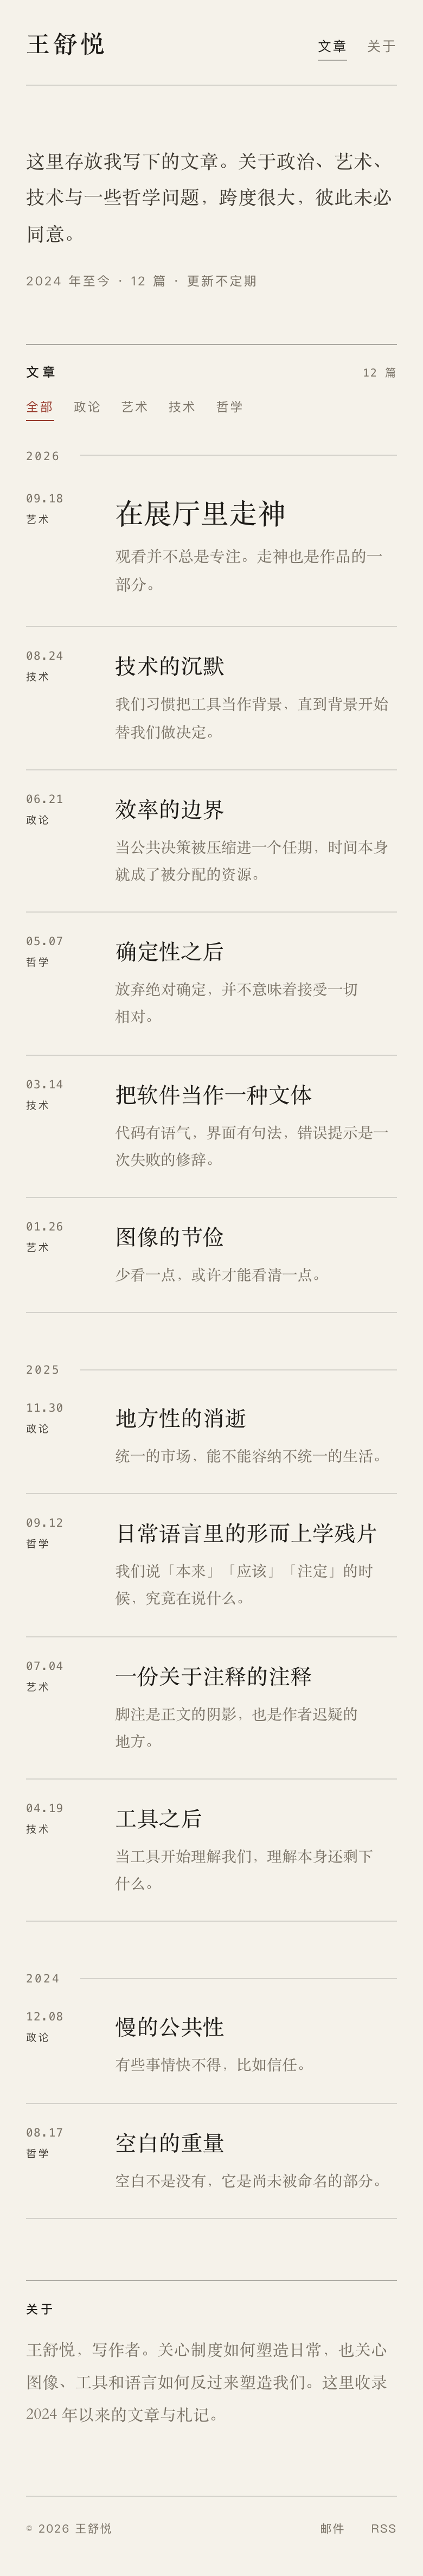 王舒悦
文章 关于
这里存放我写下的文章。关于政治、艺术、
技术与一些哲学问题，跨度很大，彼此未必
同意。
2024 年至今 · 12 篇 · 更新不定期
文章 12 篇
全部 政论 艺术 技术 哲学
2026
09.18
艺术
在展厅里走神
观看并不总是专注。走神也是作品的一
部分。
08.24
技术
技术的沉默
我们习惯把工具当作背景，直到背景开始
替我们做决定。
06.21
政论
效率的边界
当公共决策被压缩进一个任期，时间本身
就成了被分配的资源。
05.07
哲学
确定性之后
放弃绝对确定，并不意味着接受一切
相对。
03.14
技术
把软件当作一种文体
代码有语气，界面有句法，错误提示是一
次失败的修辞。
01.26
艺术
图像的节俭
少看一点，或许才能看清一点。
2025
11.30
政论
地方性的消逝
统一的市场，能不能容纳不统一的生活。
09.12
哲学
日常语言里的形而上学残片
我们说「本来」「应该」「注定」的时
候，究竟在说什么。
07.04
艺术
一份关于注释的注释
脚注是正文的阴影，也是作者迟疑的
地方。
04.19
技术
工具之后
当工具开始理解我们，理解本身还剩下
什么。
2024
12.08
政论
慢的公共性
有些事情快不得，比如信任。
08.17
哲学
空白的重量
空白不是没有，它是尚未被命名的部分。
关于
王舒悦，写作者。关心制度如何塑造日常，也关心
图像、工具和语言如何反过来塑造我们。这里收录
2024 年以来的文章与札记。
© 2026 王舒悦 邮件 RSS